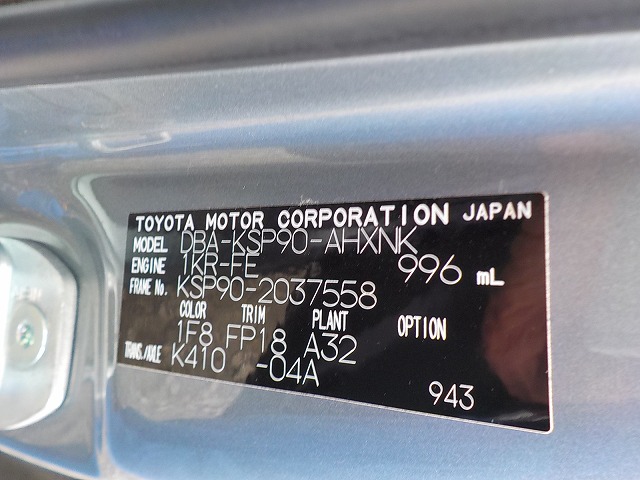 TOYOTA MOTOR CORPORATION JAPAN
MODEL DBA-KSP90-AHXNK
ENGINE 1KR-FE 996 mL
FRAME No. KSP90-2037558
COLOR TRIM PLANT OPTION
1F8 FP18 A32
TRANS./AXLE K410 -04A
943